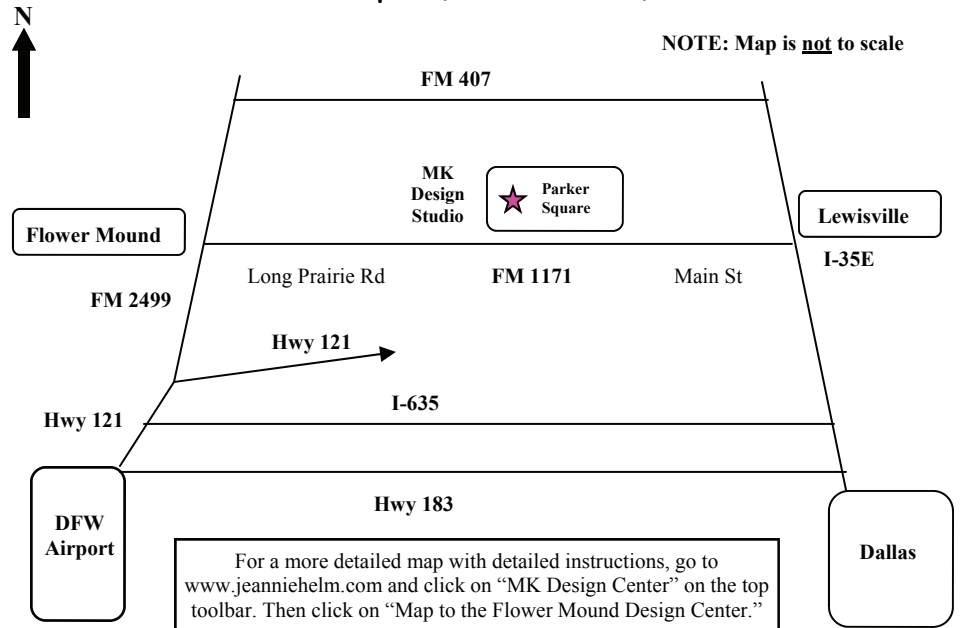 N
NOTE: Map is not to scale
FM 407
MK
Design
Studio
Parker
Square
Flower Mound
Lewisville
I-35E
Long Prairie Rd
FM 1171
Main St
FM 2499
Hwy 121
I-635
Hwy 121
Hwy 183
DFW
Airport
Dallas
For a more detailed map with detailed instructions, go to
www.jeanniehelm.com and click on “MK Design Center” on the top
toolbar. Then click on “Map to the Flower Mound Design Center.”